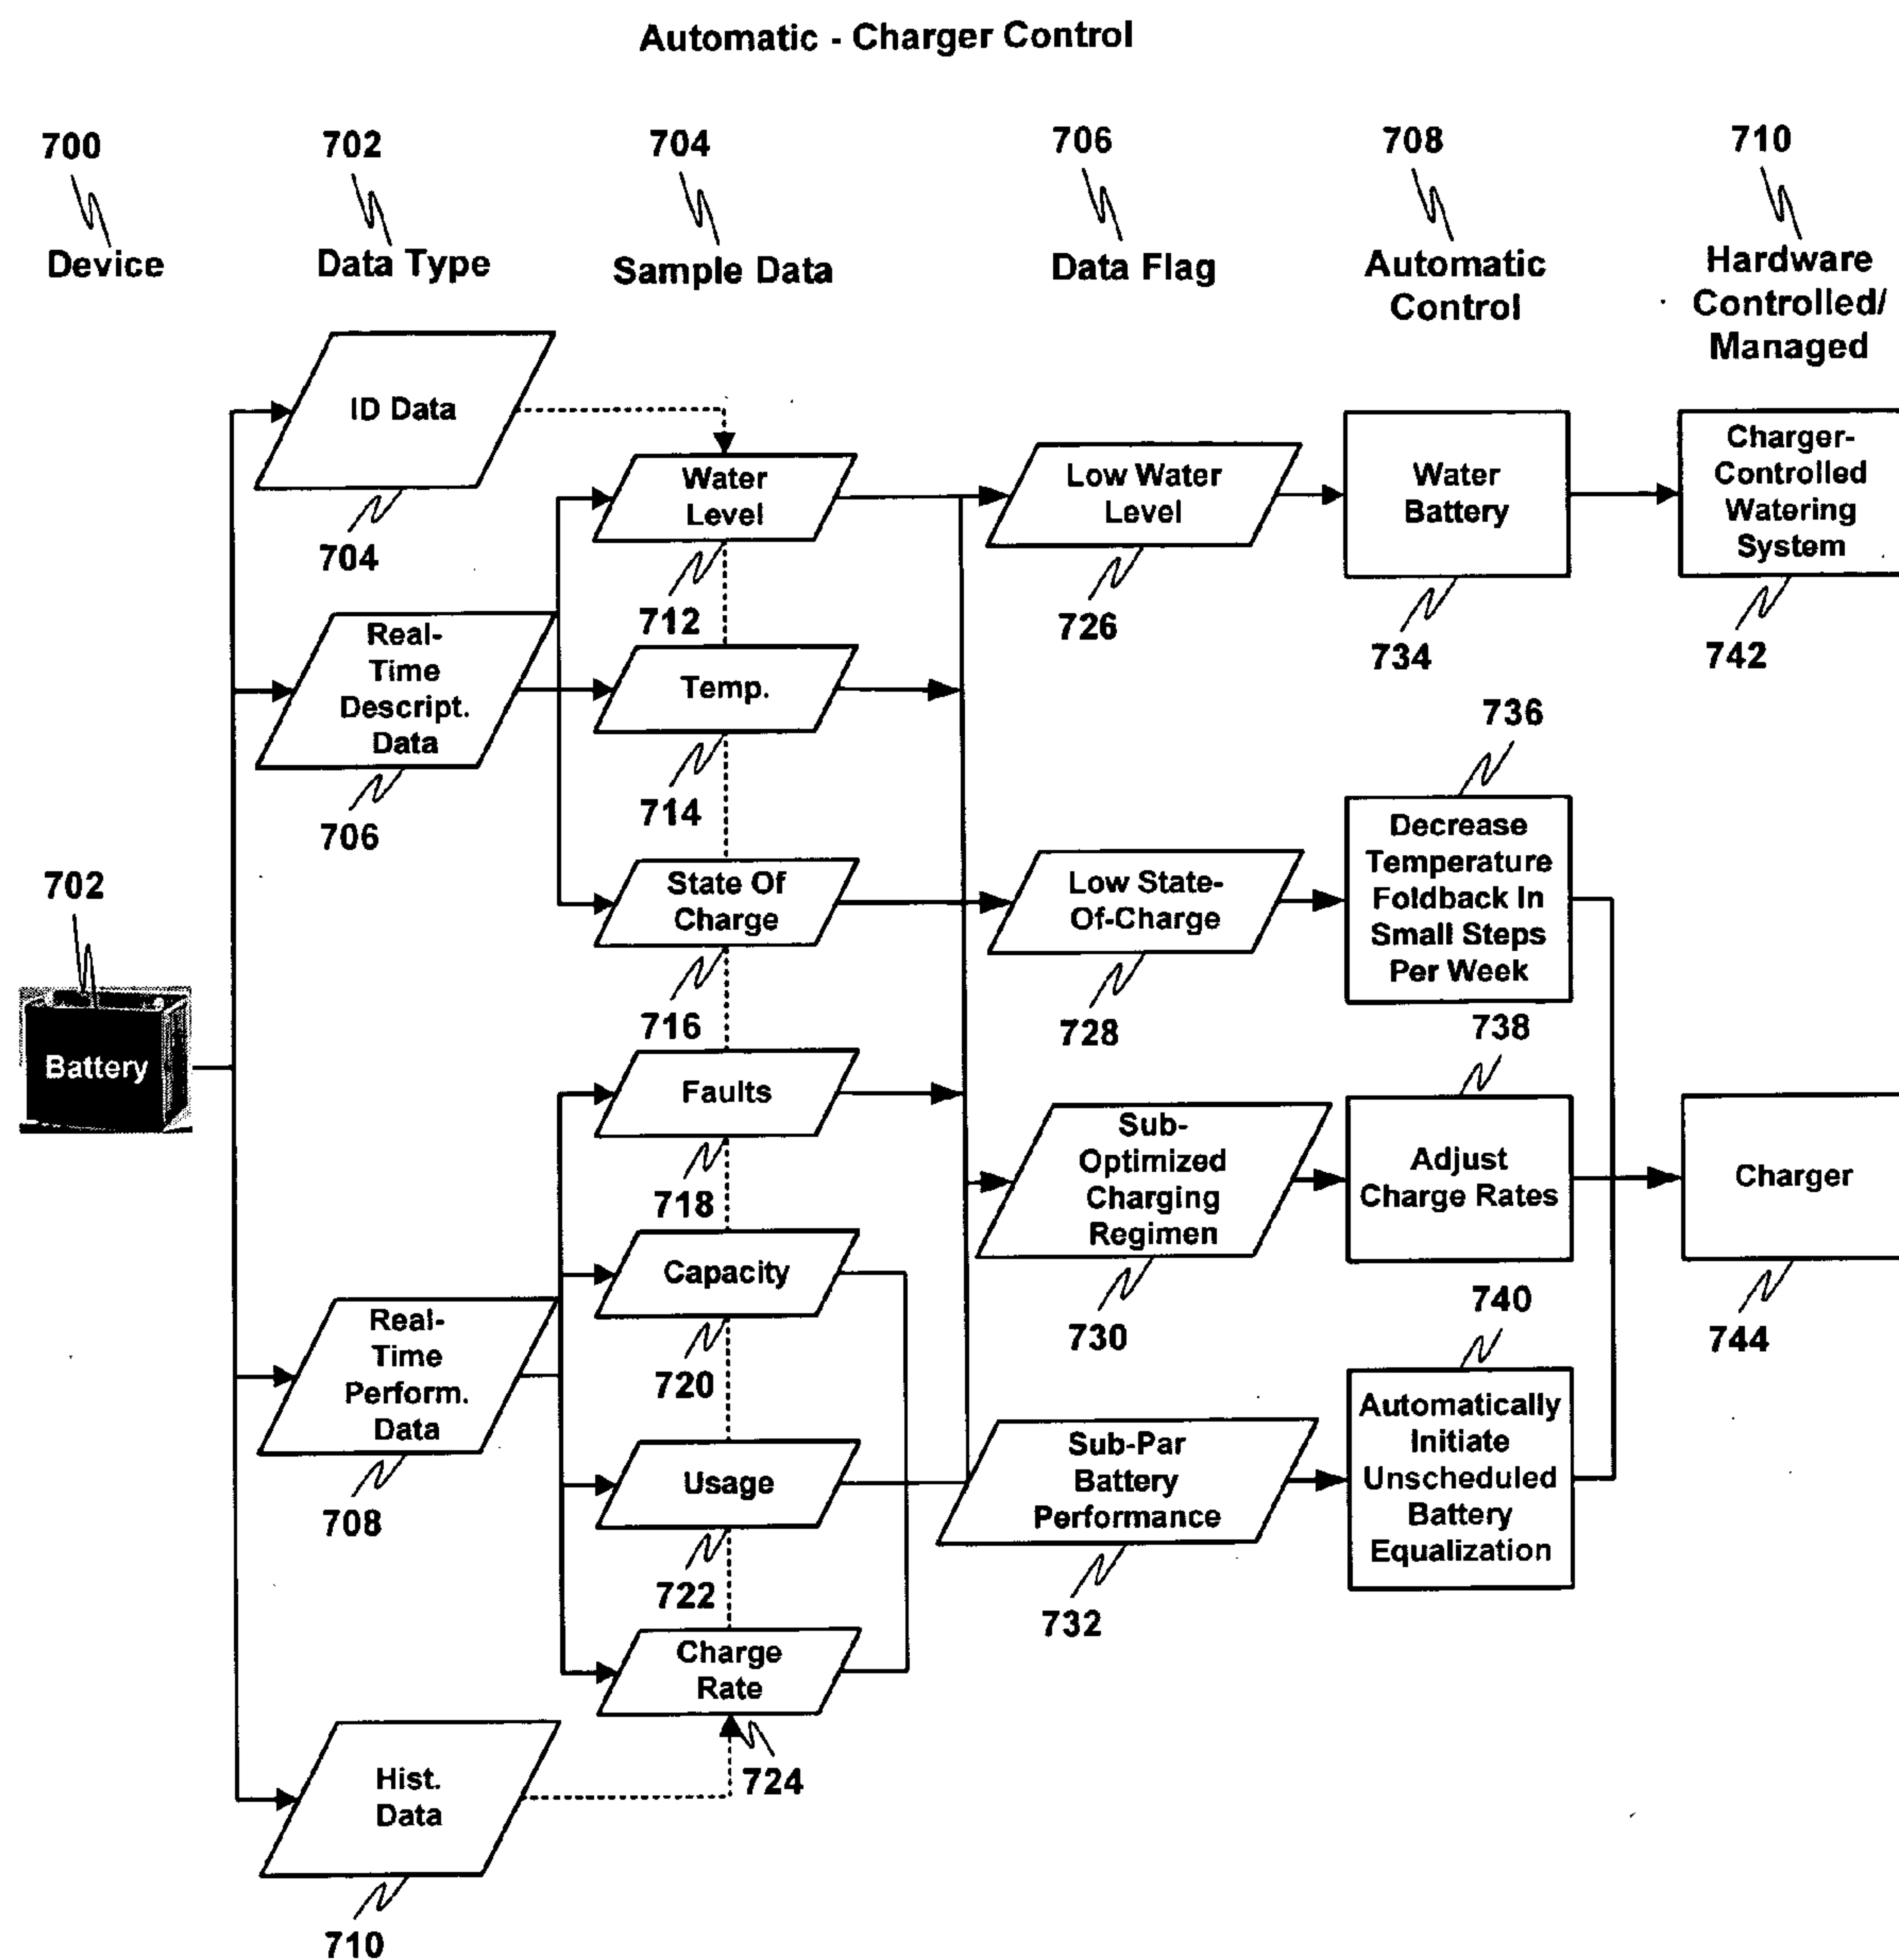 Automatic - Charger Control
700
702
704
706
708
710
Device
Data Type
Sample Data
Data Flag
Automatic
Control
Hardware
Controlled/
Managed
ID Data
704
Real-
Time
Descript.
Data
706
702
Battery
Real-
Time
Perform.
Data
708
Hist.
Data
710
Water
Level
712
Temp.
714
State Of
Charge
716
Faults
718
Capacity
720
Usage
722
Charge
Rate
724
Low Water
Level
726
Low State-
Of-Charge
728
Sub-
Optimized
Charging
Regimen
730
Sub-Par
Battery
Performance
732
Water
Battery
734
736
Decrease
Temperature
Foldback In
Small Steps
Per Week
738
Adjust
Charge Rates
740
Automatically
Initiate
Unscheduled
Battery
Equalization
Charger-
Controlled
Watering
System
742
Charger
744